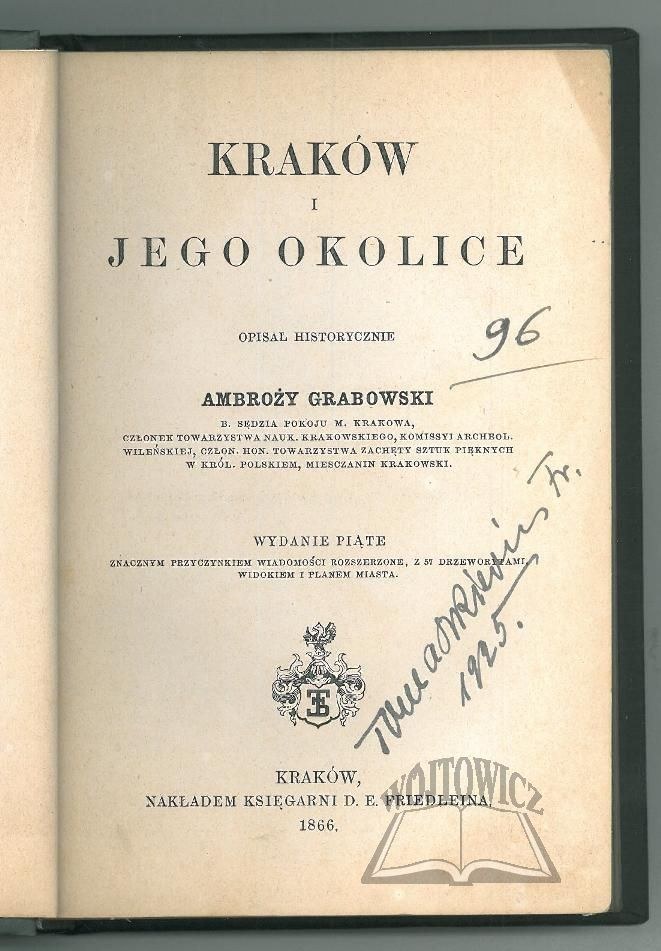 KRAKÓW
I
JEGO OKOLICE
OPISAŁ HISTORYCZNIE
96
AMBROŻY GRABOWSKI
B. SĘDZIA POKOJU M. KRAKOWA,
CZŁONEK TOWARZYSTWA NAUK. KRAKOWSKIEGO, KOMISSYI ARCHEOL.
WILEŃSKIEJ, CZŁON. HON. TOWARZYSTWA ZACHĘTY SZTUK PIĘKNYCH
W KRÓL. POLSKIEM, MIESCZANIN KRAKOWSKI.
WYDANIE PIĄTE
ZNACZNYM PRZYCZYNKIEM WIADOMOŚCI ROZSZERZONE, Z 57 DRZEWORYTAMI,
WIDOKIEM I PLANEM MIASTA.
Fr.
1925.
KRAKÓW,
NAKŁADEM KSIĘGARNI D. E. FRIEDLEINA,
1866.
WÓJTOWICZ